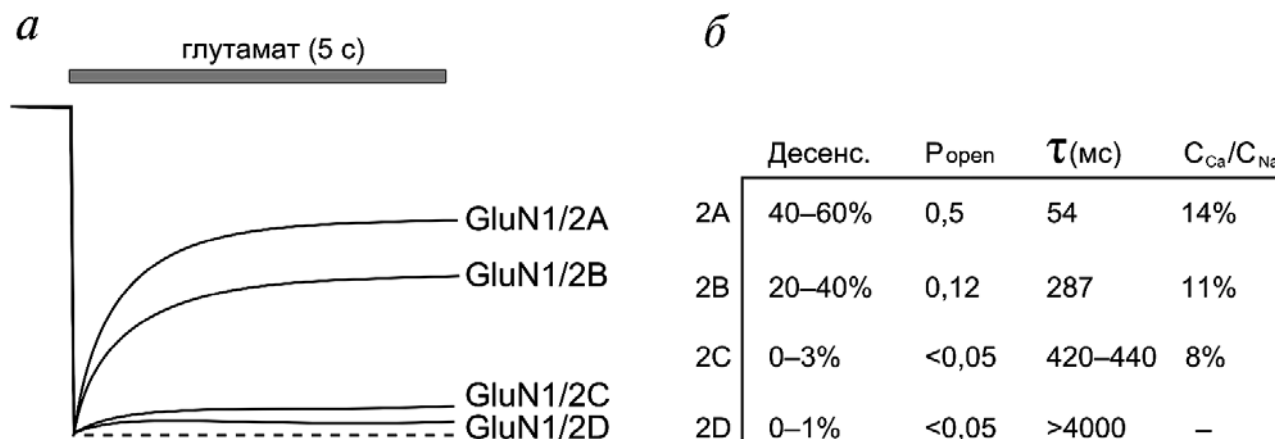 а
глутамат (5 с)
GluN1/2A
GluN1/2B
GluN1/2C
GluN1/2D
б
Десенс. Popen τ(мс) CCa/CNa
2A 40–60% 0,5 54 14%
2B 20–40% 0,12 287 11%
2C 0–3% <0,05 420–440 8%
2D 0–1% <0,05 >4000 –